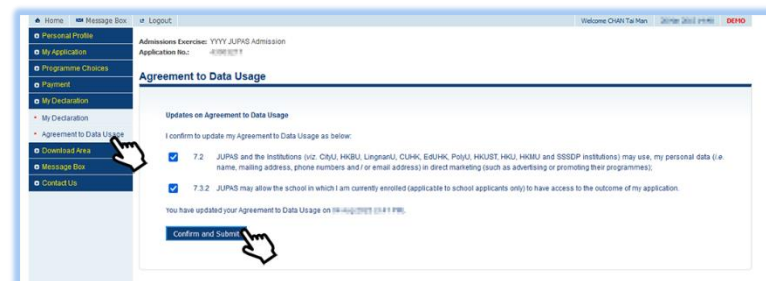 Home Message Box Logout Welcome CHAN Tai Man DEMO
Personal Profile
My Application
Programme Choices
Payment
My Declaration
My Declaration
Agreement to Data Usage
Download Area
Message Box
Contact Us
Admissions Exercise: YYYY JUPAS Admission
Application No.:
Agreement to Data Usage
Updates on Agreement to Data Usage
I confirm to update my Agreement to Data Usage as below:
7.2 JUPAS and the Institutions (viz. CityU, HKBU, LingnanU, CUHK, EdUHK, PolyU, HKUST, HKU, HKMU and SSSDP institutions) may use, my personal data (i.e.
name, mailing address, phone numbers and / or email address) in direct marketing (such as advertising or promoting their programmes);
7.3.2 JUPAS may allow the school in which I am currently enrolled (applicable to school applicants only) to have access to the outcome of my application.
You have updated your Agreement to Data Usage on
Confirm and Submit